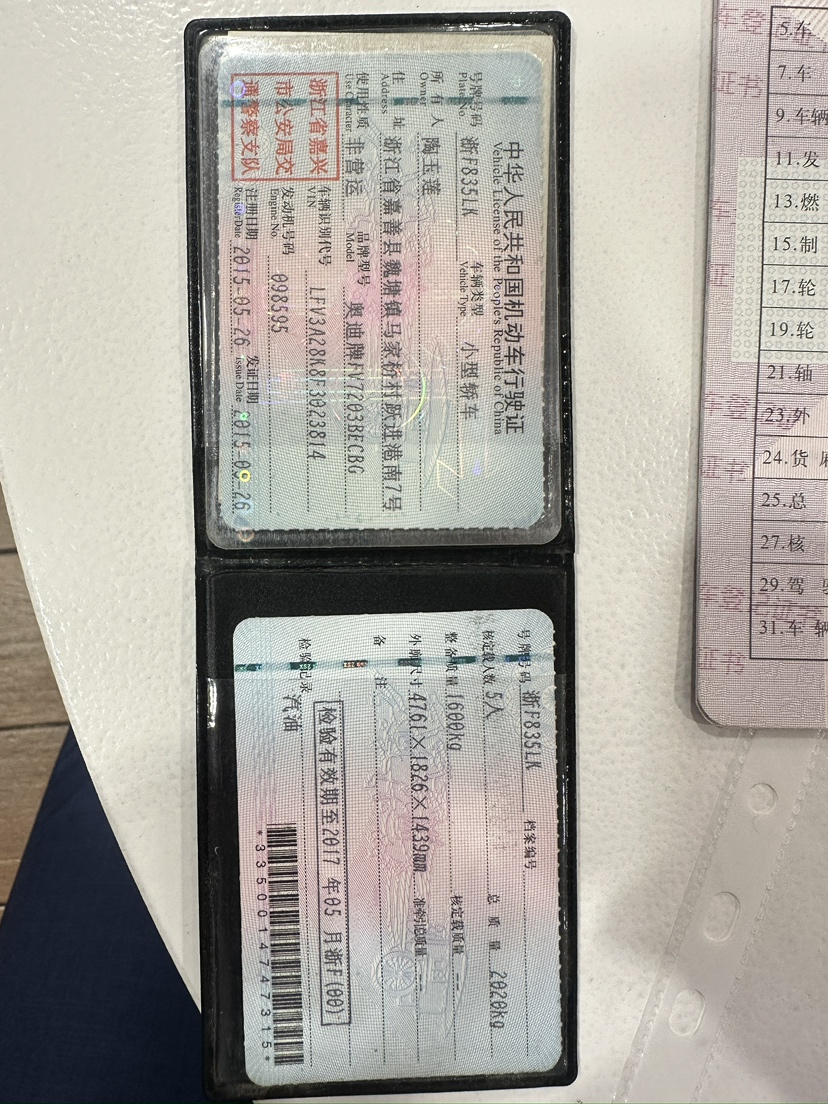 中华人民共和国机动车行驶证
Vehicle License of the People's Republic of China
号牌号码 浙F835LK 车辆类型 小型轿车
Plate No. Vehicle Type
所有人 陶玉莲
Owner
住址 浙江省嘉善县魏塘镇马家桥村跃进港南7号
Address
使用性质 非营运 品牌型号 奥迪牌FV7203BECBG
Use Character Model
浙江省嘉兴
市公安局交
通警察支队
车辆识别代号 LFV3A28K8F3023814
VIN
发动机号码 098595
Engine No.
注册日期 2015-05-26 发证日期 2015-05-26
Register Date Issue Date
号牌号码 浙F835LK 档案编号
核定载人数 5人 总质量 2020kg
整备质量 1600kg 核定载质量 --
外廓尺寸 4761×1826×1439mm 准牵引总质量 --
备注
检验有效期至2017年05月浙F(00)
检验记录 汽油
*3350014747315*
5.车
7.车
9.车辆
11.发
13.燃
15.制
17.轮
19.轮
21.轴
23.外
24.货
25.总
27.核
29.驾
31.车辆